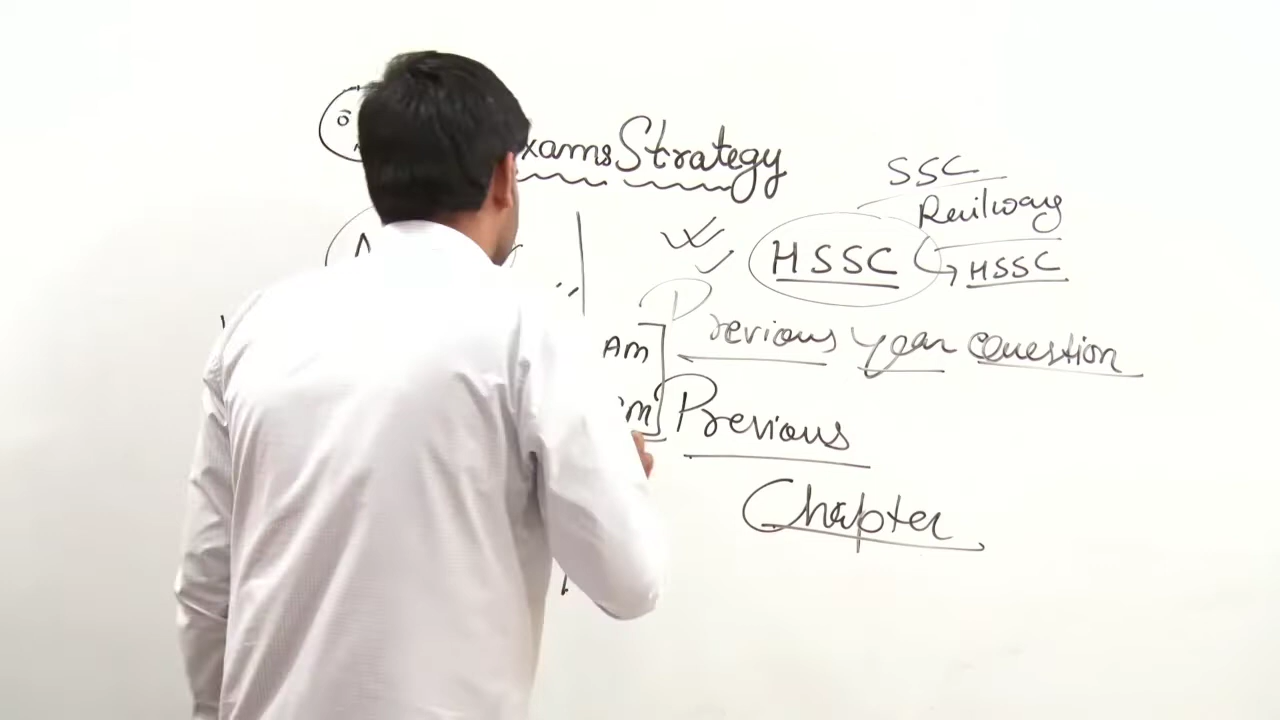 xams Strategy
SSC
Railway
HSSC
HSSC
Previous year Question
Am
Previous
Chapter